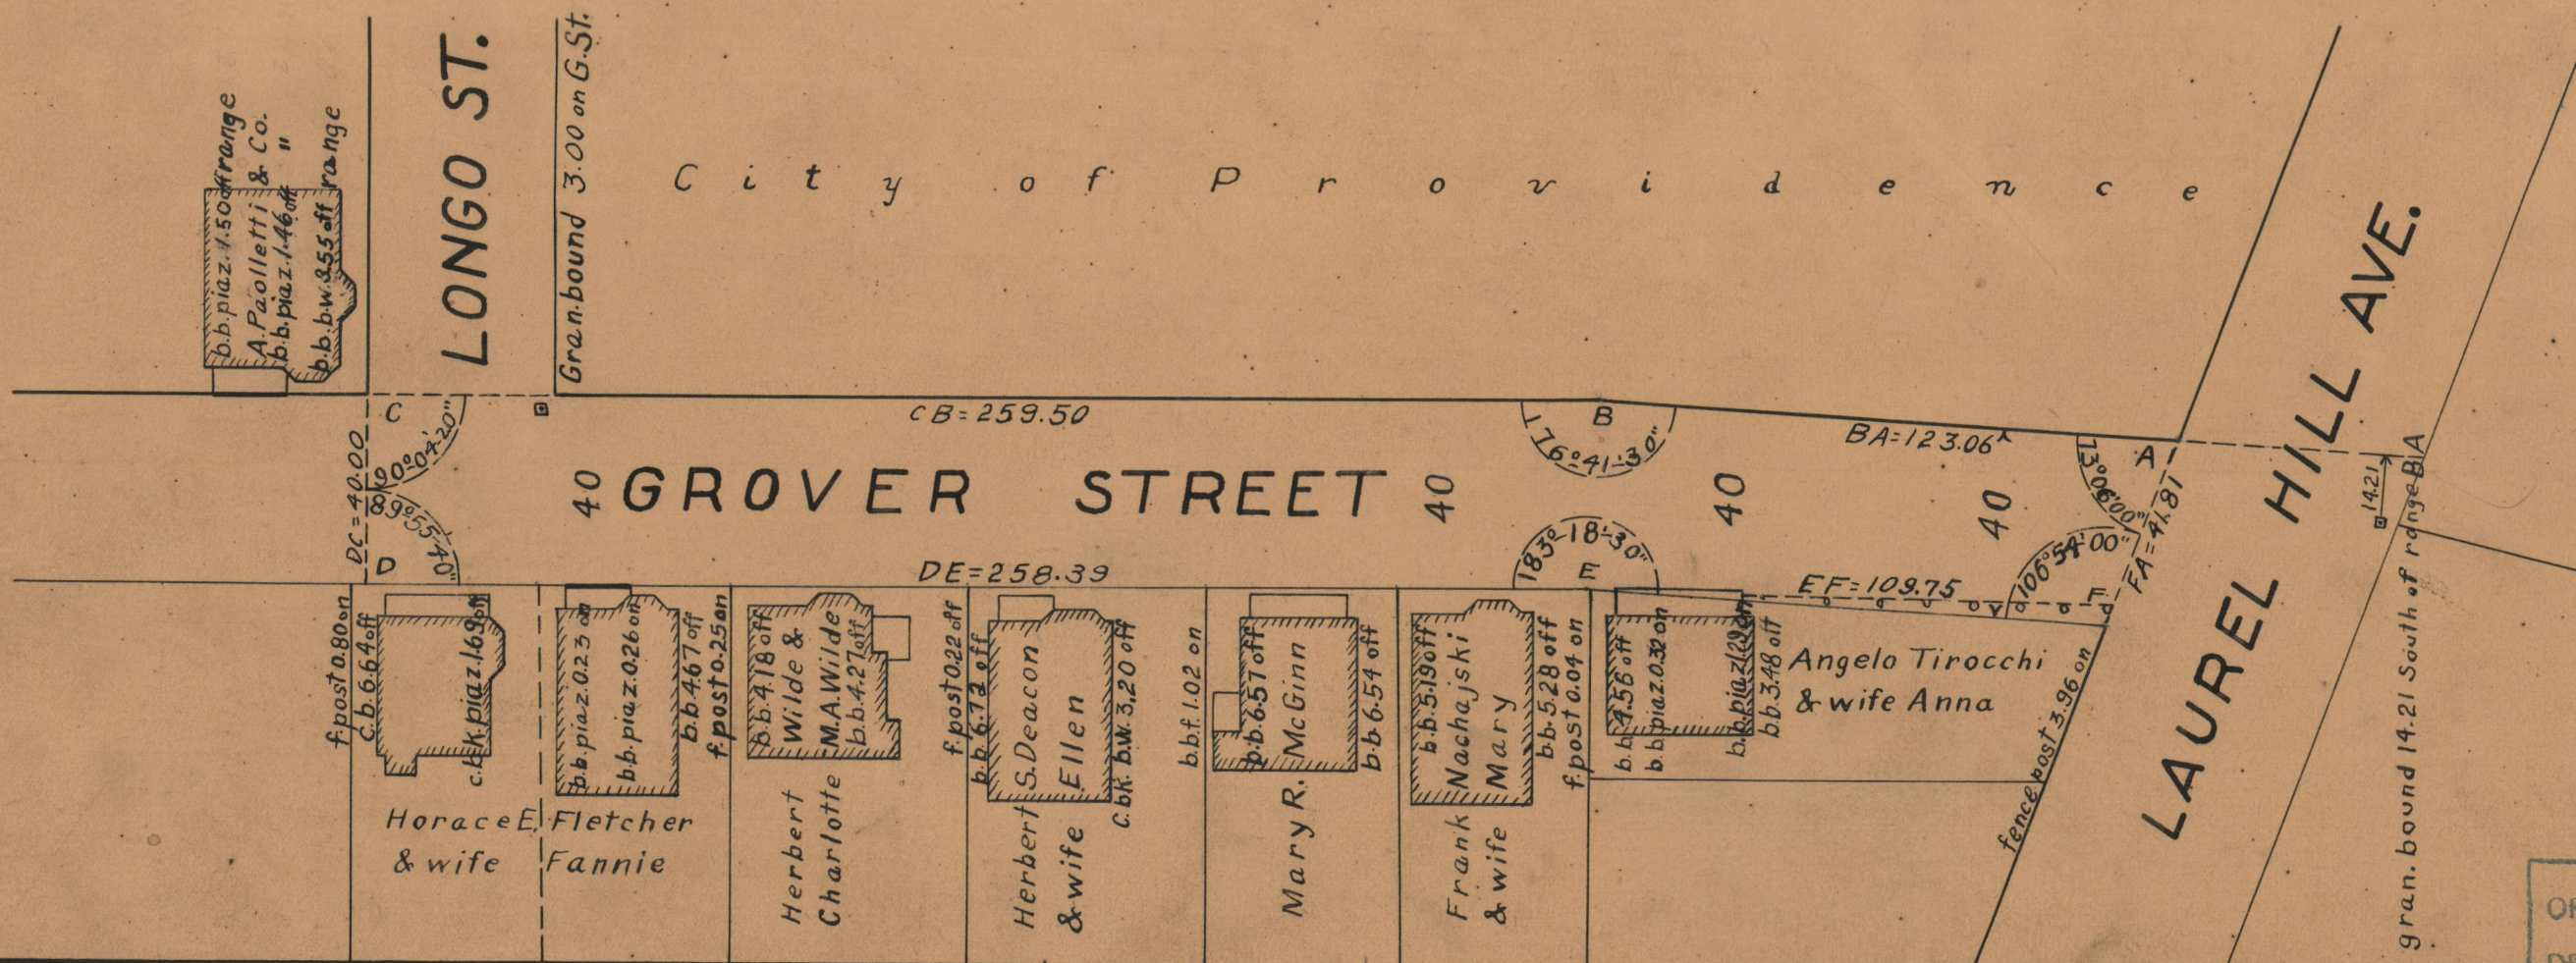 LONGO ST.
Gran.bound 3.00 on G.St.
b.b.piaz.1.50 off range
A.Paolletti & Co.
b.b.piaz.1.46 off "
b.b.b.w.3.55 off range
City of Providence
LAUREL HILL AVE.
C
CB=259.50
B
176°-41'-30"
BA=123.06
A
73°09'00"
DC=40.00
90°-04'-20"
89°55'40"
40 GROVER STREET 40 40 40
FA=41.81
14.21
gran. bound 14.21 South of range BA
D
DE=258.39
183°-18'-30"
E
EF=109.75
106°54'00"
F
f.post 0.80 on
c.b. 6.64 off
c.bk.piaz.1.69 off
Horace E. Fletcher
& wife Fannie
b.b.piaz.0.23 on
b.b.piaz.0.26 on
b.b.4.67 off
f.post 0.25 on
b.b.4.18 off
Herbert Wilde &
Charlotte M.A.Wilde
b.b.4.27 off
f.post 0.22 off
b.b.6.72 off
Herbert S.Deacon
& wife Ellen
c.bk.b.w.3.20 off
b.b.f.1.02 on
b.b.6.57 off
Mary R. McGinn
b.b.6.54 off
b.b.5.19 off
Frank Nachajski
& wife Mary
b.b.5.28 off
f.post 0.04 on
b.b.4.56 off
b.b.piaz.0.32 on
b.b.piaz.1.29 on
b.b.3.48 off
Angelo Tirocchi
& wife Anna
fence post 3.96 on